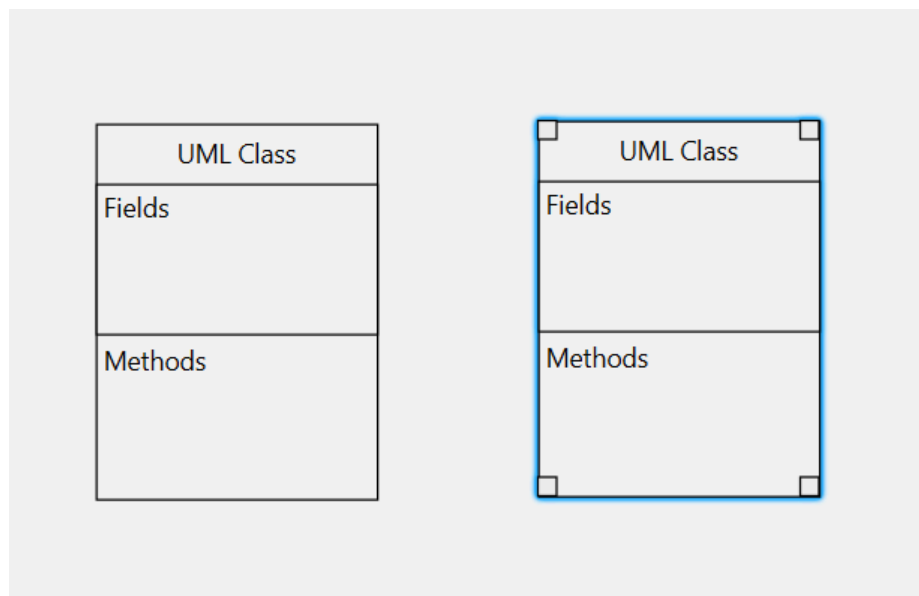 UML Class
Fields
Methods
UML Class
Fields
Methods